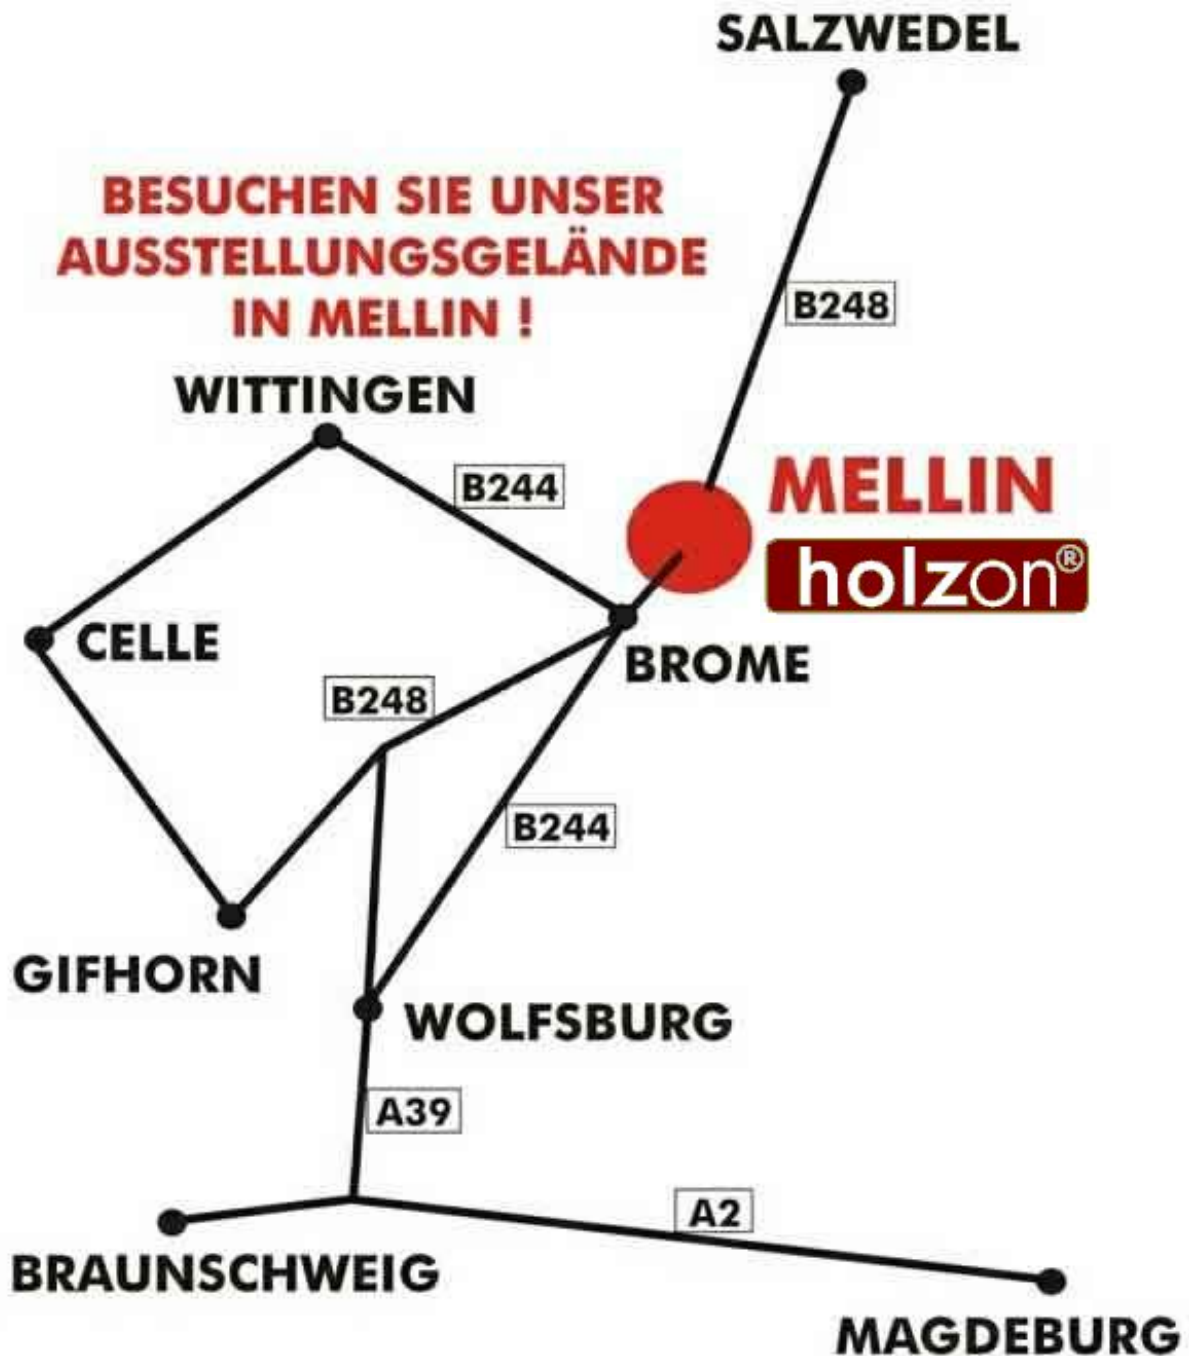 SALZWEDEL
BESUCHEN SIE UNSER
AUSSTELLUNGSGELÄNDE
IN MELLIN !
B248
WITTINGEN
B244
MELLIN
holzon®
CELLE
BROME
B248
B244
GIFHORN
WOLFSBURG
A39
A2
BRAUNSCHWEIG
MAGDEBURG